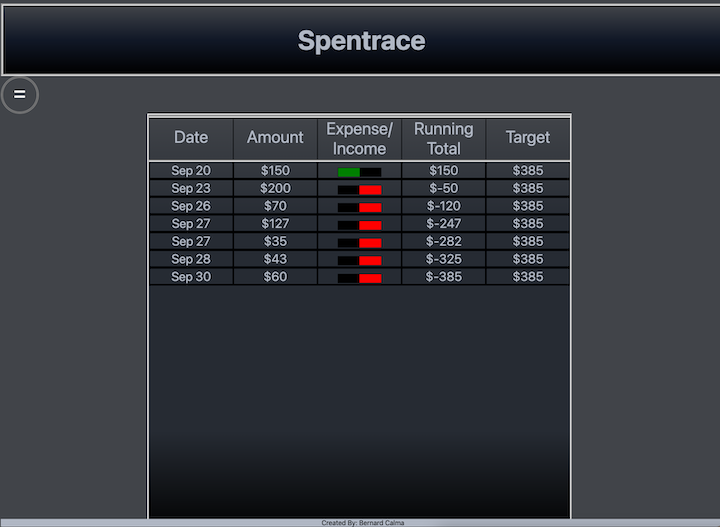 Spentrace
=
Date Amount Expense/ Income Running Total Target
Sep 20 $150 $150 $385
Sep 23 $200 $-50 $385
Sep 26 $70 $-120 $385
Sep 27 $127 $-247 $385
Sep 27 $35 $-282 $385
Sep 28 $43 $-325 $385
Sep 30 $60 $-385 $385
Created By: Bernard Calma